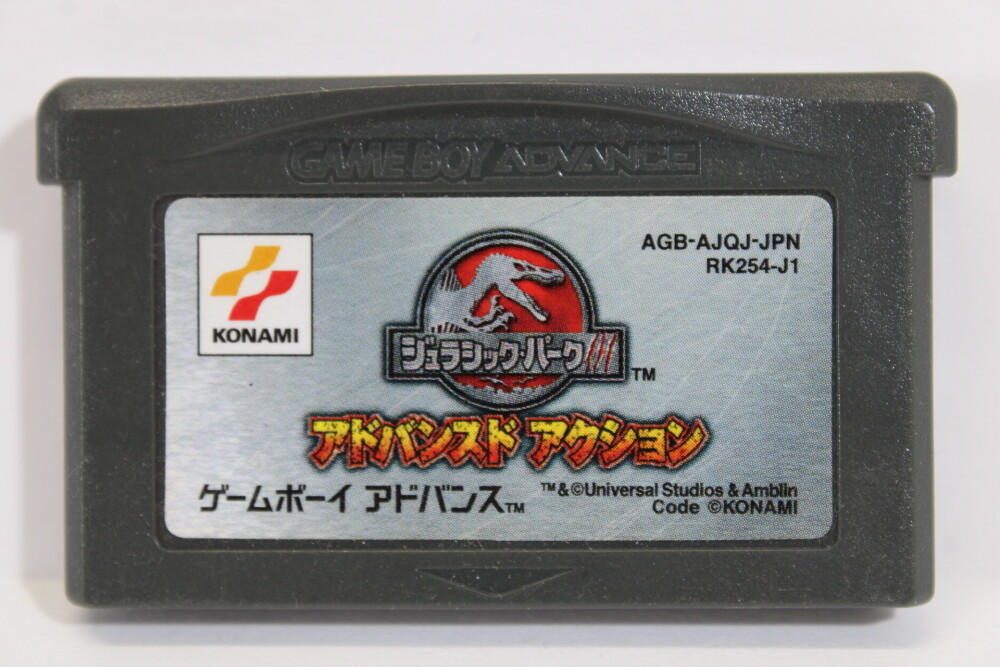 GAME BOY ADVANCE
KONAMI
AGB-AJQJ-JPN
RK254-J1
ジュラシック・パークIII™
アドバンスド アクション
ゲームボーイ アドバンス™
™&©Universal Studios & Amblin
Code ©KONAMI